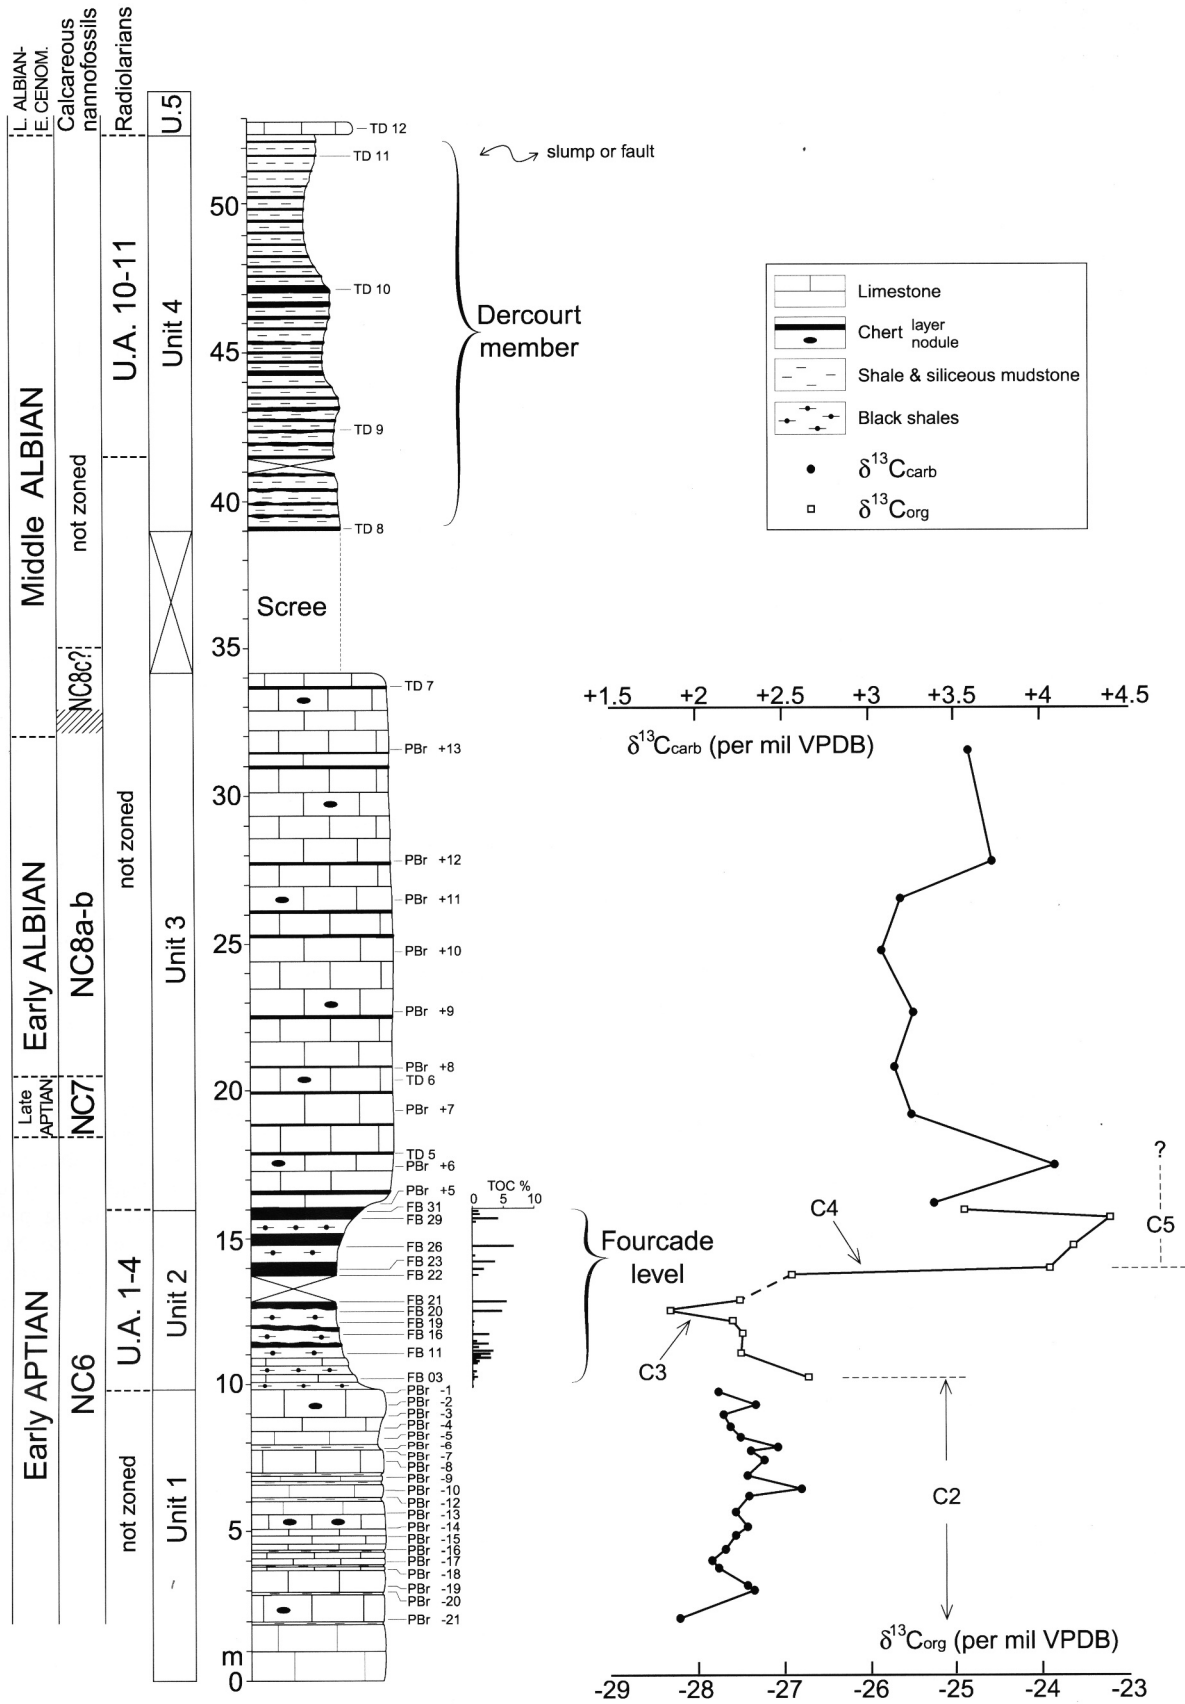 L. ALBIAN-
E. CENOM.
Calcareous
nannofossils
Radiolarians
U.5
Middle ALBIAN
Early ALBIAN
Late
APTIAN
Early APTIAN
not zoned
NC8c?
NC8a-b
NC7
NC6
U.A. 10-11
not zoned
U.A. 1-4
not zoned
Unit 4
Unit 3
Unit 2
Unit 1
50
45
40
35
30
25
20
15
10
5
m
0
TD 12
TD 11
TD 10
TD 9
TD 8
Scree
TD 7
PBr +13
PBr +12
PBr +11
PBr +10
PBr +9
PBr +8
TD 6
PBr +7
TD 5
PBr +6
PBr +5
FB 31
FB 29
FB 26
FB 23
FB 22
FB 21
FB 20
FB 19
FB 16
FB 11
FB 03
PBr -1
PBr -2
PBr -3
PBr -4
PBr -5
PBr -6
PBr -7
PBr -8
PBr -9
PBr -10
PBr -12
PBr -13
PBr -14
PBr -15
PBr -16
PBr -17
PBr -18
PBr -19
PBr -20
PBr -21
TOC %
0 5 10
slump or fault
Dercourt
member
Fourcade
level
Limestone
Chert layer
nodule
Shale & siliceous mudstone
Black shales
δ13Ccarb
δ13Corg
+1.5 +2 +2.5 +3 +3.5 +4 +4.5
δ13Ccarb (per mil VPDB)
?
C4
C5
C3
C2
δ13Corg (per mil VPDB)
-29 -28 -27 -26 -25 -24 -23